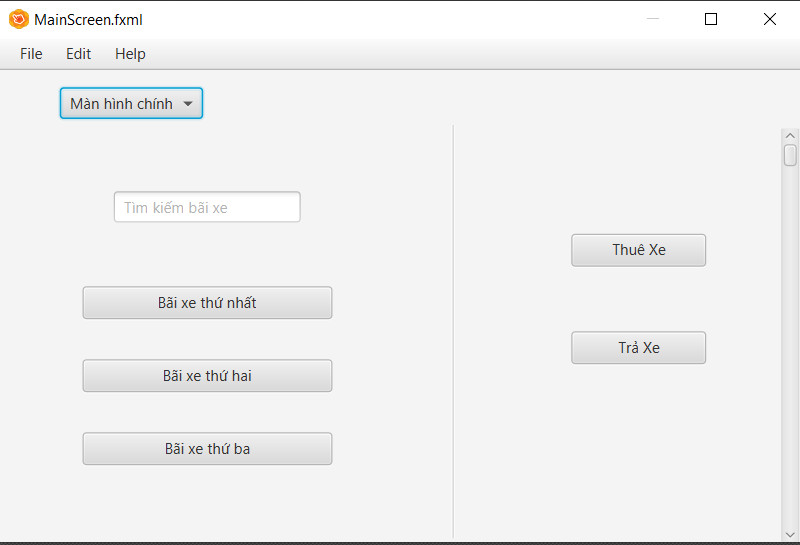 MainScreen.fxml
File Edit Help
Màn hình chính
Tìm kiếm bãi xe
Bãi xe thứ nhất
Bãi xe thứ hai
Bãi xe thứ ba
Thuê Xe
Trả Xe